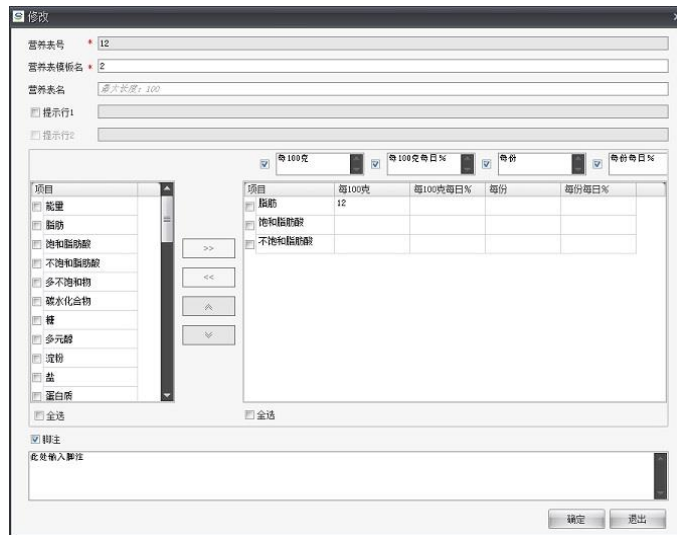 修改
营养表号 * 12
营养表模板名 * 2
营养表名 最大长度：100
提示行1
提示行2
每100克 每100克每日% 每份 每份每日%
项目
能量
脂肪
饱和脂肪酸
不饱和脂肪酸
多不饱和物
碳水化合物
糖
多元醇
淀粉
盐
蛋白质
全选
>>
<<
项目 每100克 每100克每日% 每份 每份每日%
脂肪 12
饱和脂肪酸
不饱和脂肪酸
全选
脚注
此处输入脚注
确定 退出